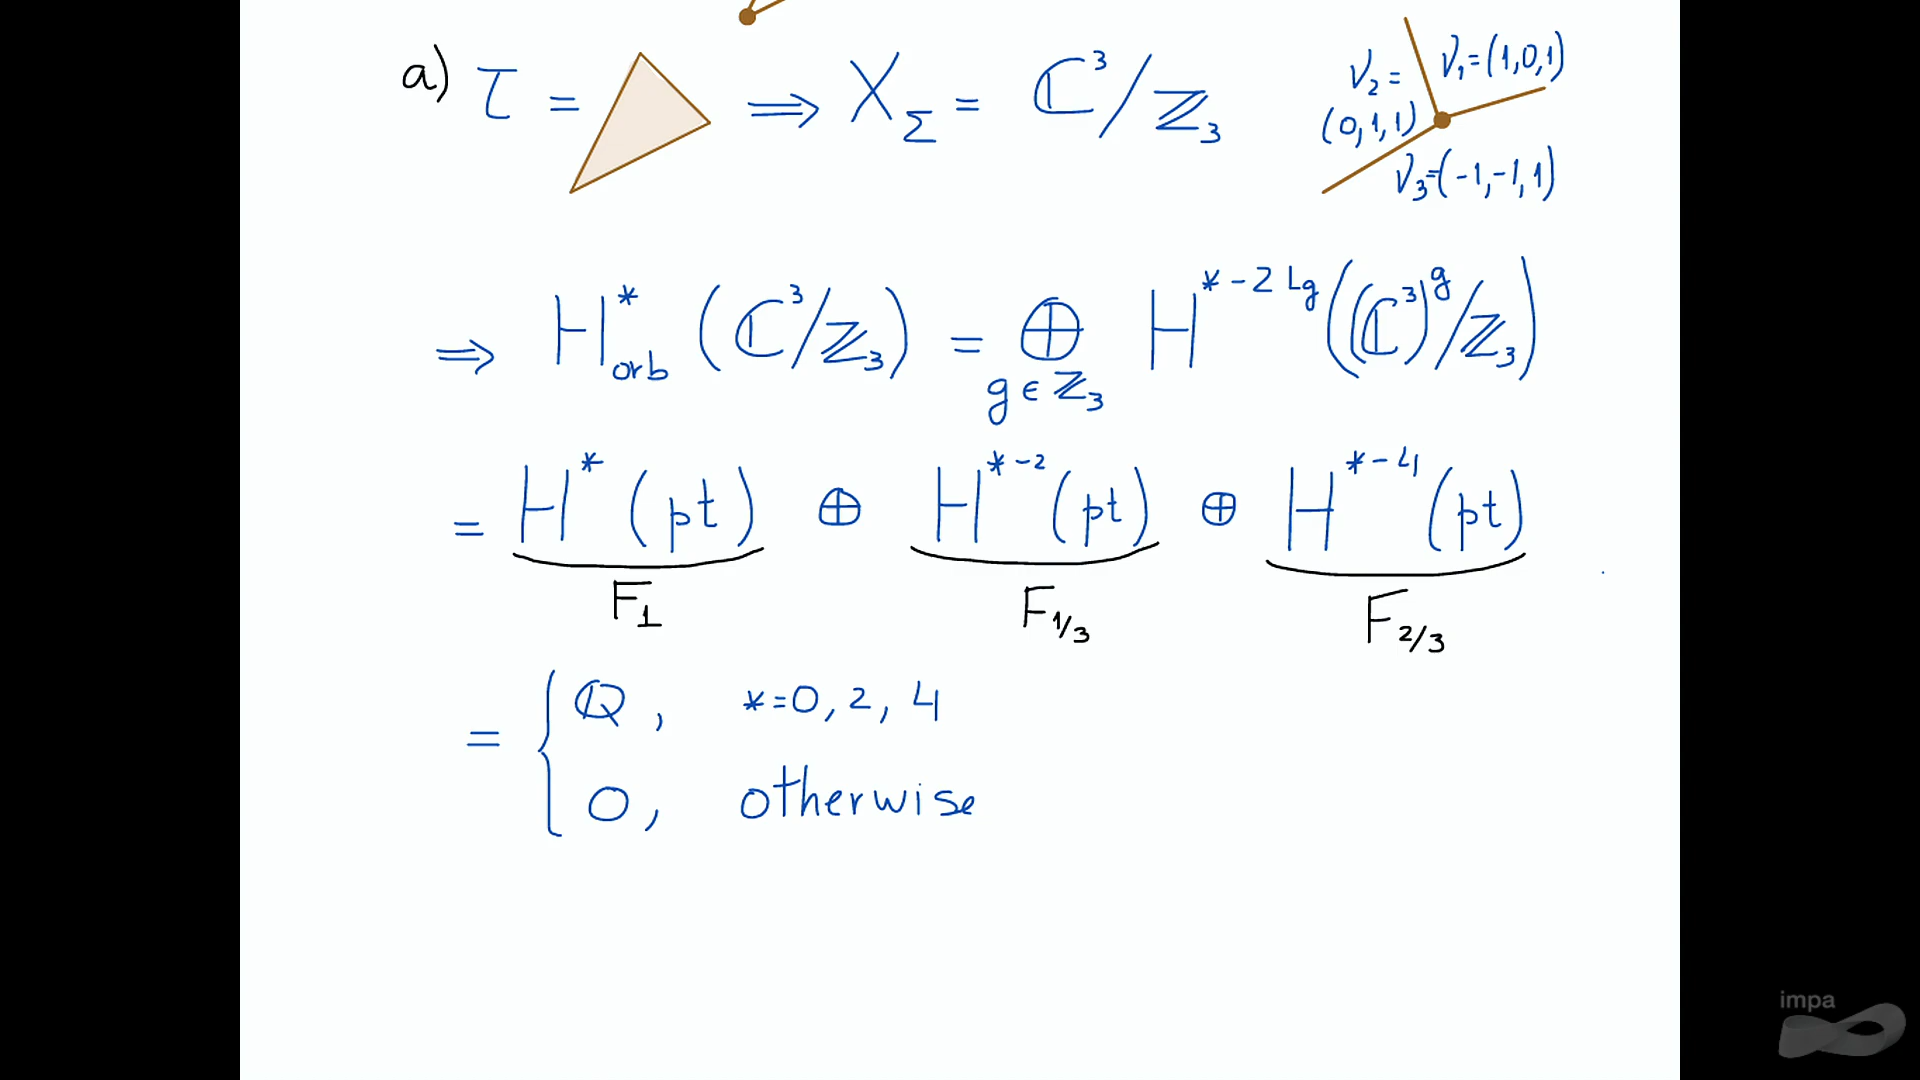 a) τ = ⟹ X_Σ = ℂ³/ℤ₃
V₂ = (0,1,1)
V₁=(1,0,1)
V₃=(-1,-1,1)
⟹ H*_orb (ℂ³/ℤ₃) = ⊕_{g∈ℤ₃} H^{*-2 ι_g}((ℂ³)^g/ℤ₃)
= H^*(pt) ⊕ H^{*-2}(pt) ⊕ H^{*-4}(pt)
F₁ F_{1/3} F_{2/3}
= { ℚ, *=0, 2, 4
0, otherwise
impa